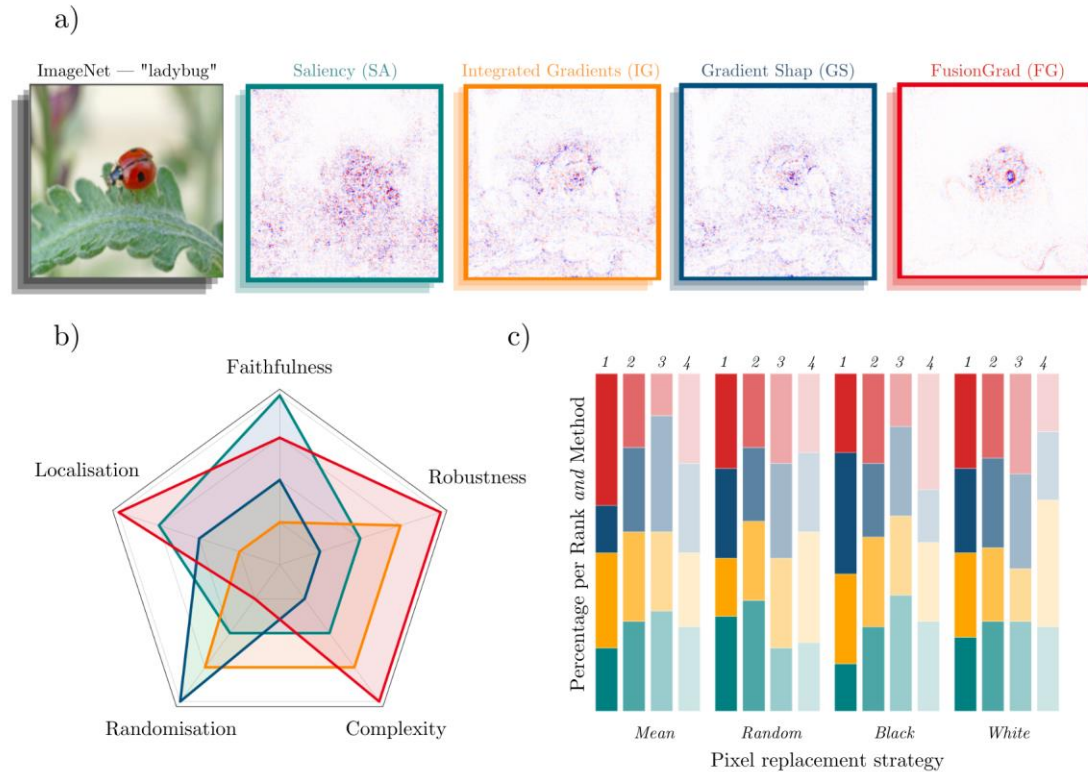 a)
ImageNet — "ladybug"
Saliency (SA)
Integrated Gradients (IG)
Gradient Shap (GS)
FusionGrad (FG)
b)
Faithfulness
Localisation
Robustness
Randomisation
Complexity
c)
1 2 3 4 1 2 3 4 1 2 3 4 1 2 3 4
Percentage per Rank and Method
Mean Random Black White
Pixel replacement strategy